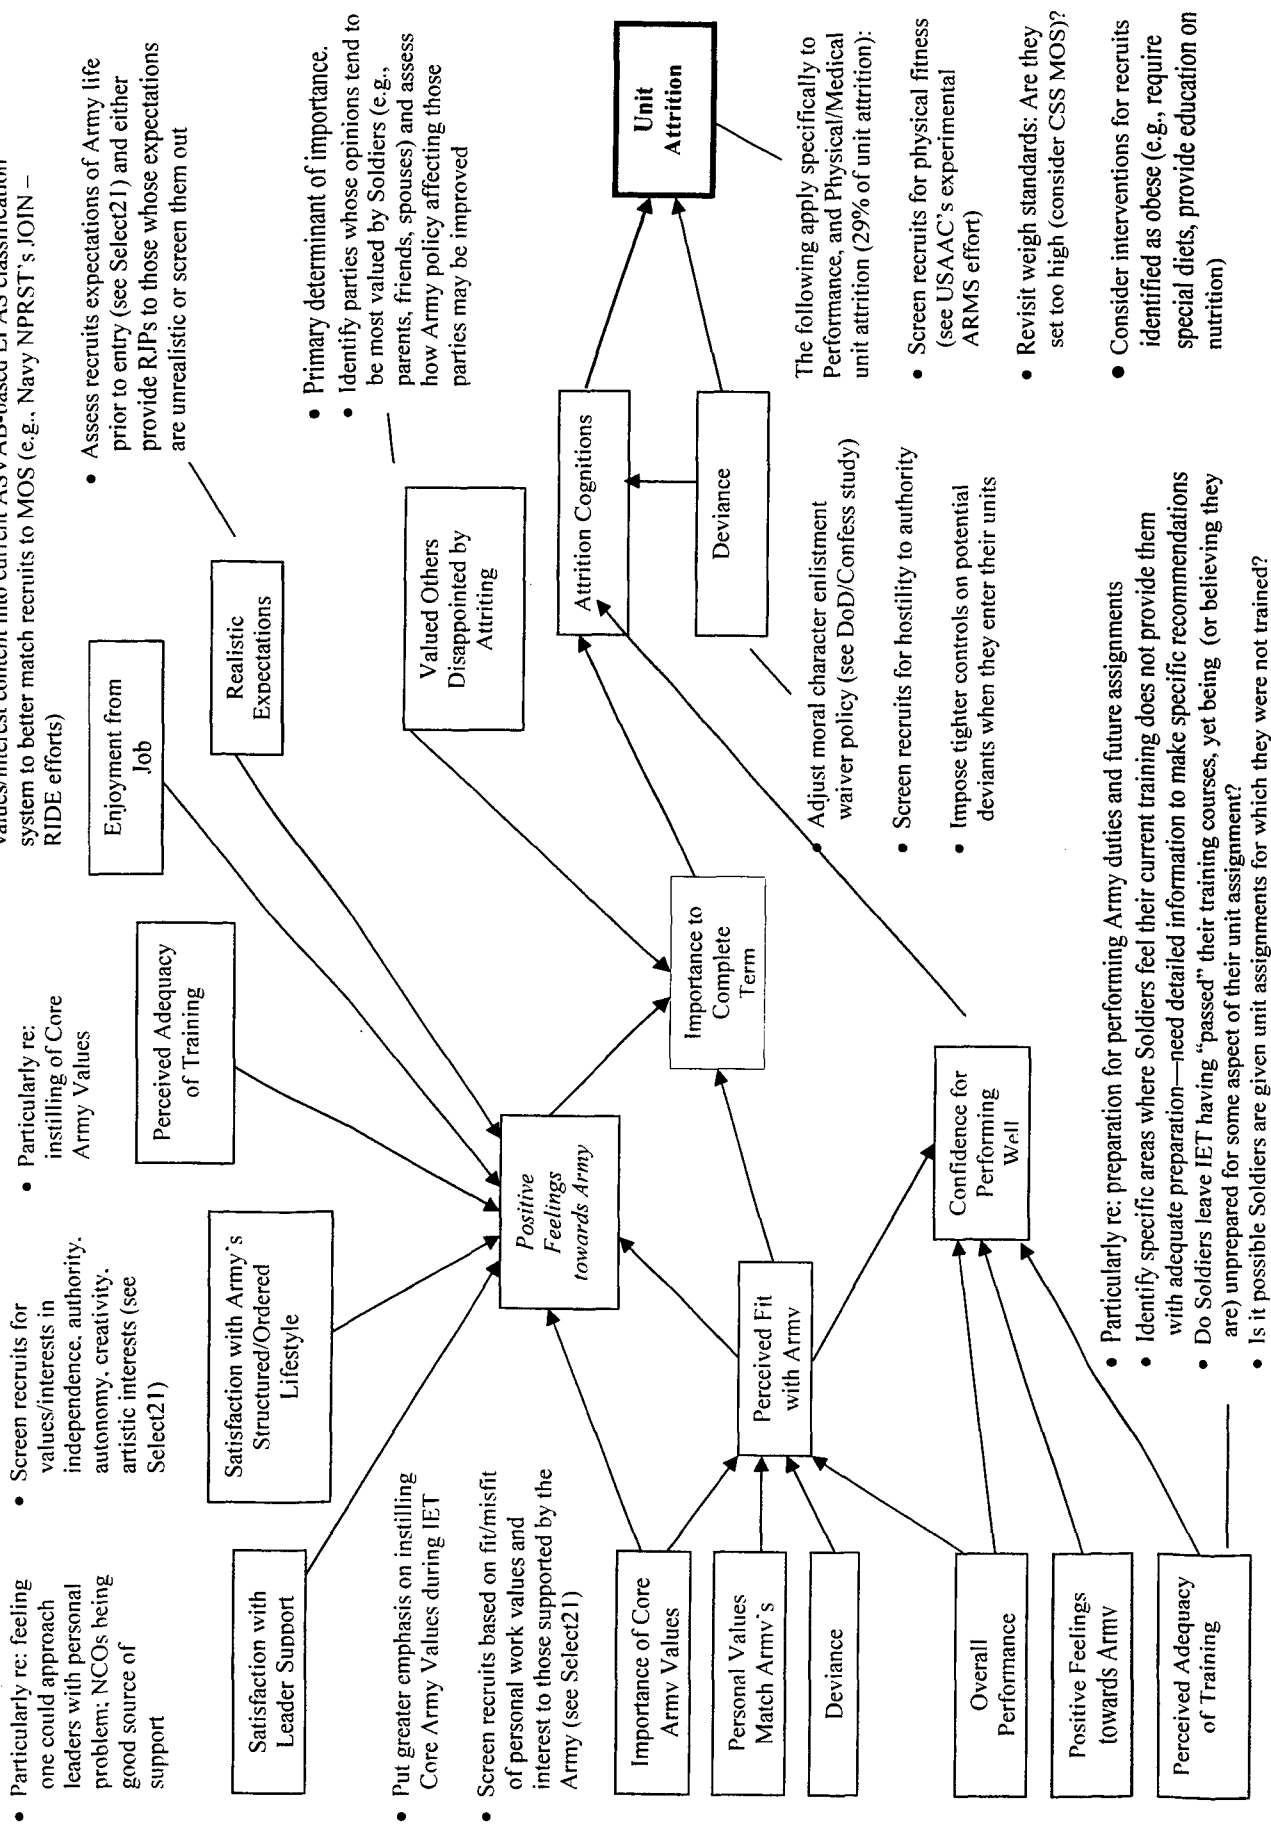 values/interest content into current ASVAB-based EPAS classification
system to better match recruits to MOS (e.g., Navy NPRST's JOIN –
RIDE efforts)
• Particularly re: feeling
one could approach
leaders with personal
problem; NCOs being
good source of
support
• Screen recruits for
values/interests in
independence, authority.
autonomy, creativity.
artistic interests (see
Select21)
• Particularly re:
instilling of Core
Army Values
• Assess recruits expectations of Army life
prior to entry (see Select21) and either
provide RJPs to those whose expectations
are unrealistic or screen them out
Satisfaction with
Leader Support
Satisfaction with Army's
Structured/Ordered
Lifestyle
Perceived Adequacy
of Training
Enjoyment from
Job
Realistic
Expectations
• Primary determinant of importance.
• Identify parties whose opinions tend to
be most valued by Soldiers (e.g.,
parents, friends, spouses) and assess
how Army policy affecting those
parties may be improved
• Put greater emphasis on instilling
Core Army Values during IET
• Screen recruits based on fit/misfit
of personal work values and
interest to those supported by the
Army (see Select21)
Positive
Feelings
towards Army
Valued Others
Disappointed by
Attriting
Importance of Core
Army Values
Personal Values
Match Army's
Deviance
Perceived Fit
with Army
Importance to
Complete
Term
Attrition Cognitions
Deviance
Unit
Attrition
Overall
Performance
Positive Feelings
towards Army
Perceived Adequacy
of Training
Confidence for
Performing
Well
• Adjust moral character enlistment
waiver policy (see DoD/Confess study)
• Screen recruits for hostility to authority
• Impose tighter controls on potential
deviants when they enter their units
The following apply specifically to
Performance, and Physical/Medical
unit attrition (29% of unit attrition):
• Screen recruits for physical fitness
(see USAAC's experimental
ARMS effort)
• Revisit weigh standards: Are they
set too high (consider CSS MOS)?
• Consider interventions for recruits
identified as obese (e.g., require
special diets, provide education on
nutrition)
• Particularly re: preparation for performing Army duties and future assignments
• Identify specific areas where Soldiers feel their current training does not provide them
with adequate preparation—need detailed information to make specific recommendations
• Do Soldiers leave IET having "passed" their training courses, yet being (or believing they
are) unprepared for some aspect of their unit assignment?
• Is it possible Soldiers are given unit assignments for which they were not trained?